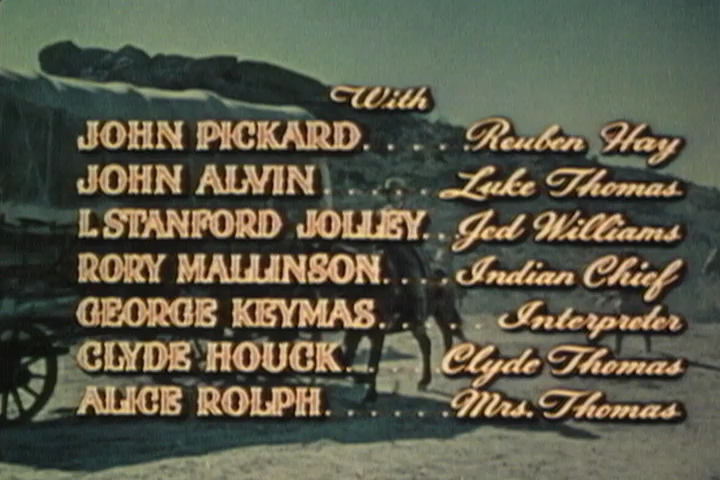 With
JOHN PICKARD. . . . . .Reuben Hay
JOHN ALVIN . . . . . .Luke Thomas
I. STANFORD JOLLEY. . Jed Williams
RORY MALLINSON. . . . .Indian Chief
GEORGE KEYMAS. . . . . Interpreter
CLYDE HOUCK. . . . . .Clyde Thomas
ALICE ROLPH. . . . . . .Mrs. Thomas